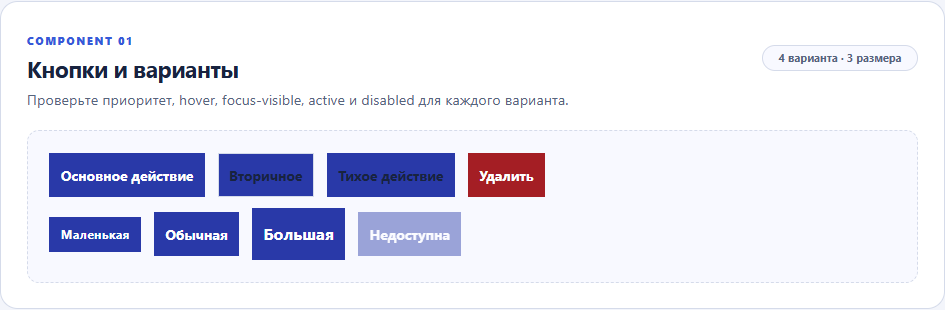 COMPONENT 01
Кнопки и варианты
4 варианта · 3 размера
Проверьте приоритет, hover, focus-visible, active и disabled для каждого варианта.
Основное действие Вторичное Тихое действие Удалить
Маленькая Обычная Большая Недоступна